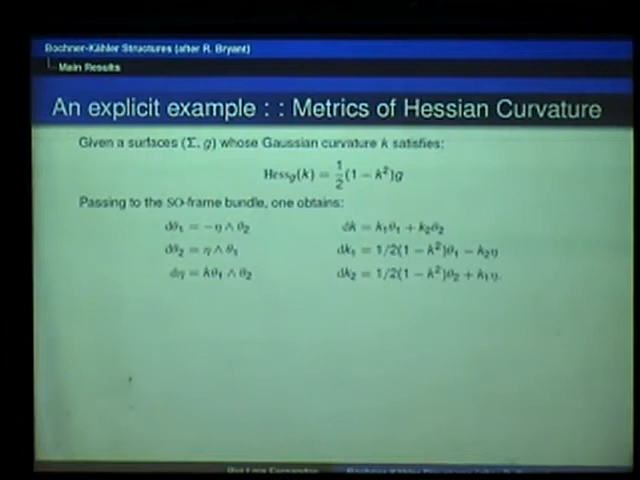 Bochner-Kähler Structures (after R. Bryant)
Main Results
An explicit example : : Metrics of Hessian Curvature
Given a surfaces (Σ, g) whose Gaussian curvature k satisfies:
Hess_g(k) = 1/2 (1 − k²)g
Passing to the SO-frame bundle, one obtains:
dθ₁ = −η ∧ θ₂ dk = k₁θ₁ + k₂θ₂
dθ₂ = η ∧ θ₁ dk₁ = 1/2(1 − k²)θ₁ − k₂η
dη = kθ₁ ∧ θ₂ dk₂ = 1/2(1 − k²)θ₂ + k₁η.